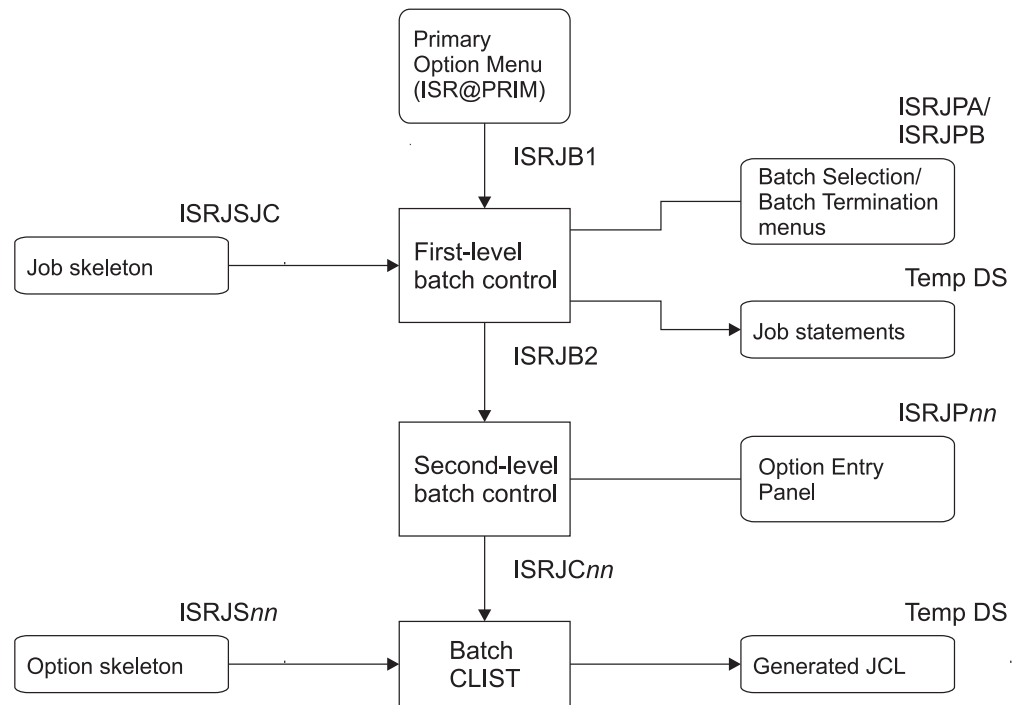 Primary
Option Menu
(ISR@PRIM)
ISRJPA/
ISRJPB
ISRJB1
Batch Selection/
Batch Termination
menus
ISRJSJC
Job skeleton
First-level
batch control
Temp DS
Job statements
ISRJB2
ISRJPnn
Second-level
batch control
Option Entry
Panel
ISRJCnn
ISRJSnn
Temp DS
Option skeleton
Batch
CLIST
Generated JCL